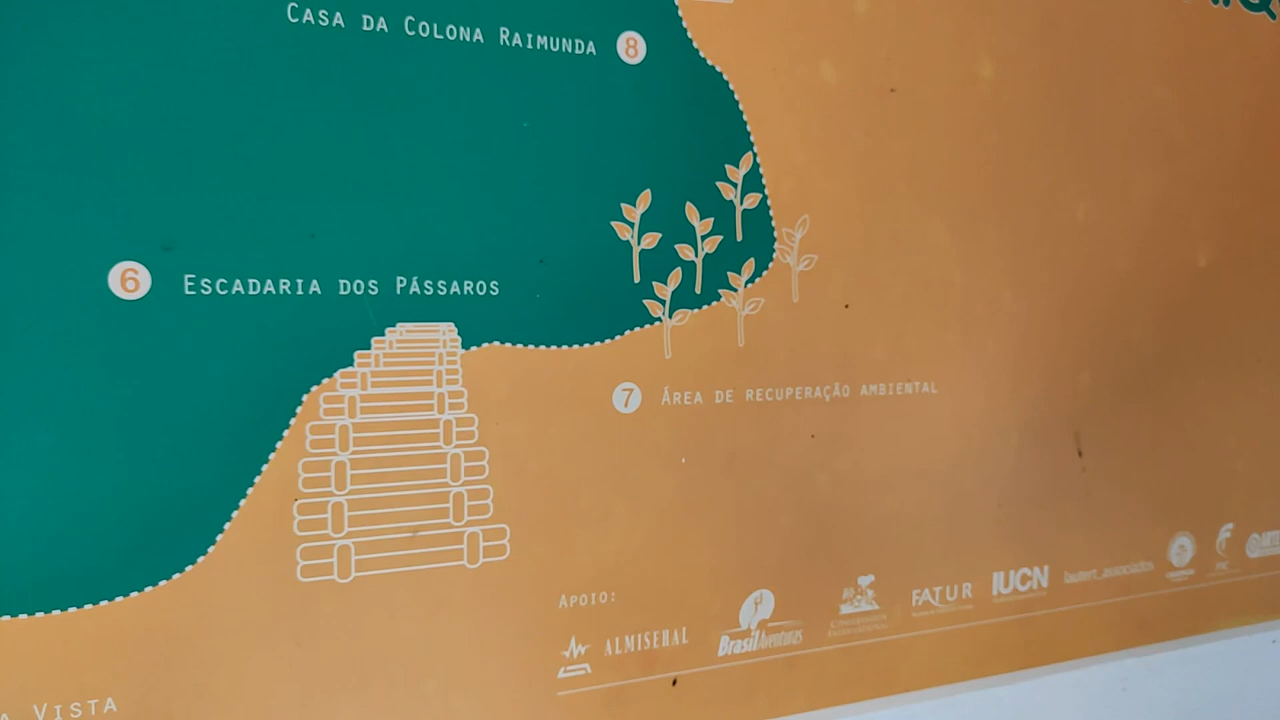 Casa da Colona Raimunda 8
6 Escadaria dos Pássaros
7 Área de recuperação ambiental
Apoio:
ALMISEHAL
BrasilAventuras
FATUR
IUCN
lautert_associados
Vista